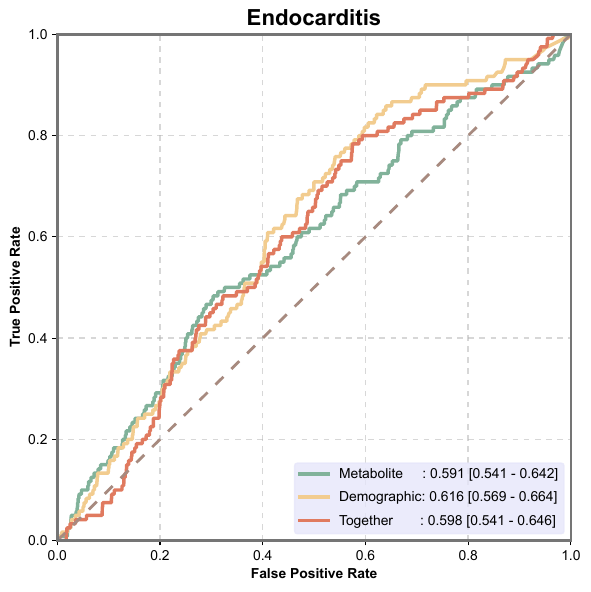 Endocarditis
1.0
0.8
0.6
0.4
0.2
0.0
True Positive Rate
Metabolite : 0.591 [0.541 - 0.642]
Demographic: 0.616 [0.569 - 0.664]
Together : 0.598 [0.541 - 0.646]
0.0 0.2 0.4 0.6 0.8 1.0
False Positive Rate